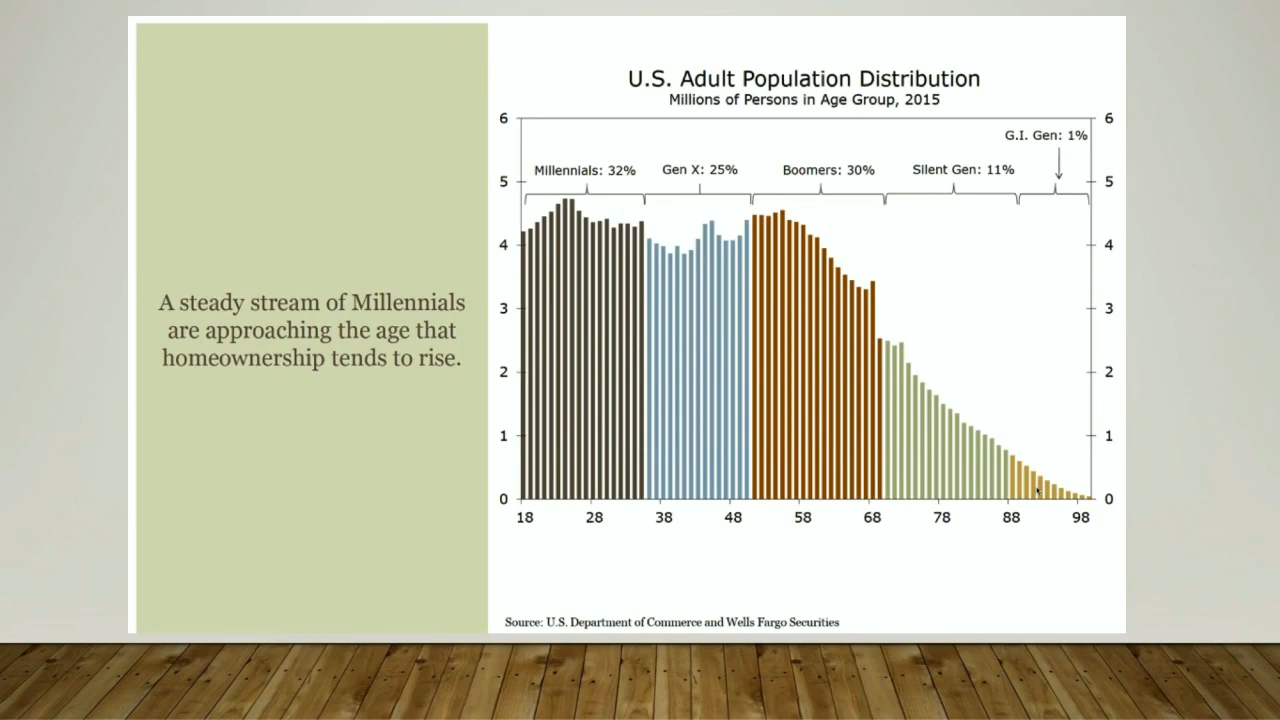 A steady stream of Millennials
are approaching the age that
homeownership tends to rise.
U.S. Adult Population Distribution
Millions of Persons in Age Group, 2015
G.I. Gen: 1%
Millennials: 32% Gen X: 25% Boomers: 30% Silent Gen: 11%
6 6
5 5
4 4
3 3
2 2
1 1
0 0
18 28 38 48 58 68 78 88 98
Source: U.S. Department of Commerce and Wells Fargo Securities